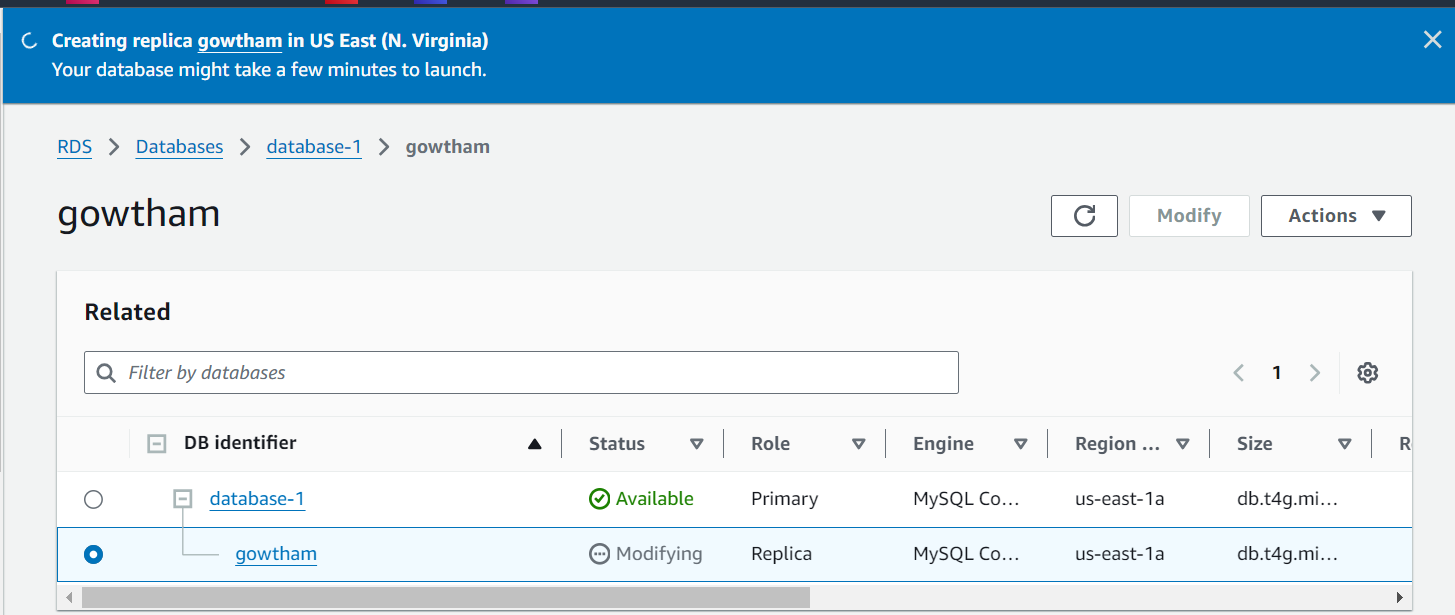 Creating replica gowtham in US East (N. Virginia)
Your database might take a few minutes to launch.
RDS > Databases > database-1 > gowtham
gowtham
Modify
Actions
Related
Filter by databases
1
DB identifier Status Role Engine Region ... Size R
database-1 Available Primary MySQL Co... us-east-1a db.t4g.mi...
gowtham Modifying Replica MySQL Co... us-east-1a db.t4g.mi...